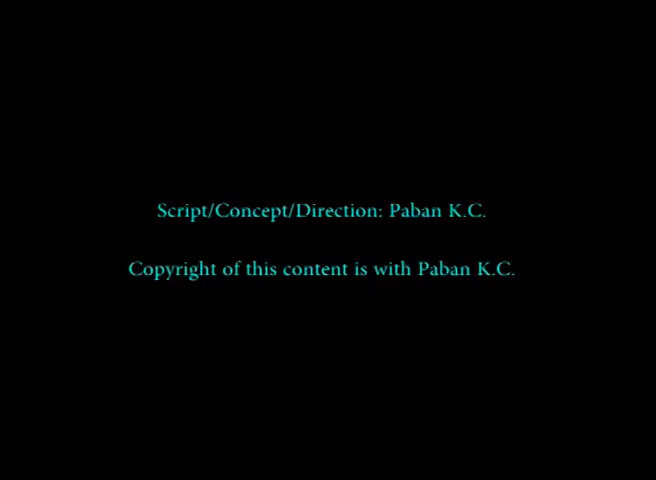 Script/Concept/Direction: Paban K.C.
Copyright of this content is with Paban K.C.